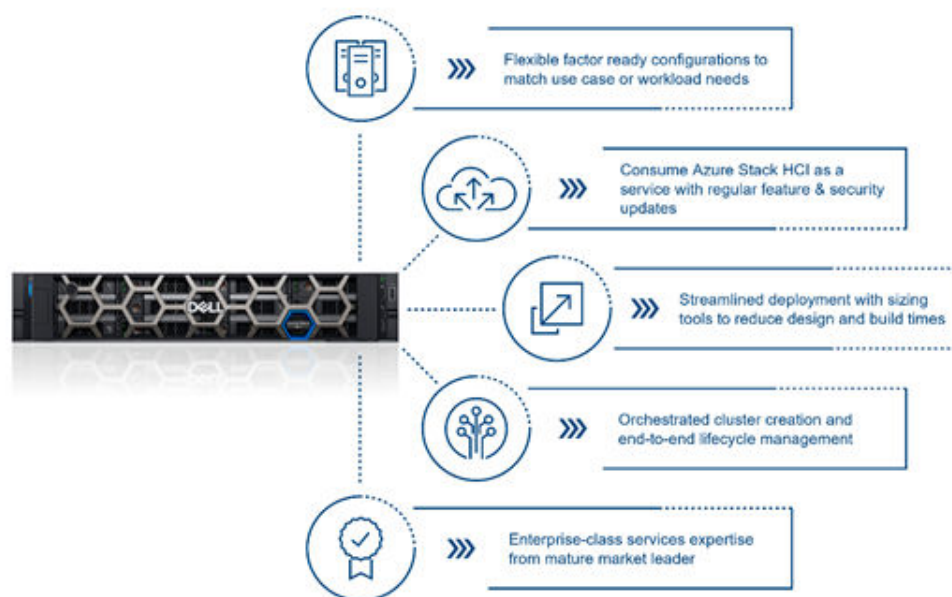 Flexible factor ready configurations to
match use case or workload needs
Consume Azure Stack HCI as a
service with regular feature & security
updates
DELL
Streamlined deployment with sizing
tools to reduce design and build times
Orchestrated cluster creation and
end-to-end lifecycle management
Enterprise-class services expertise
from mature market leader